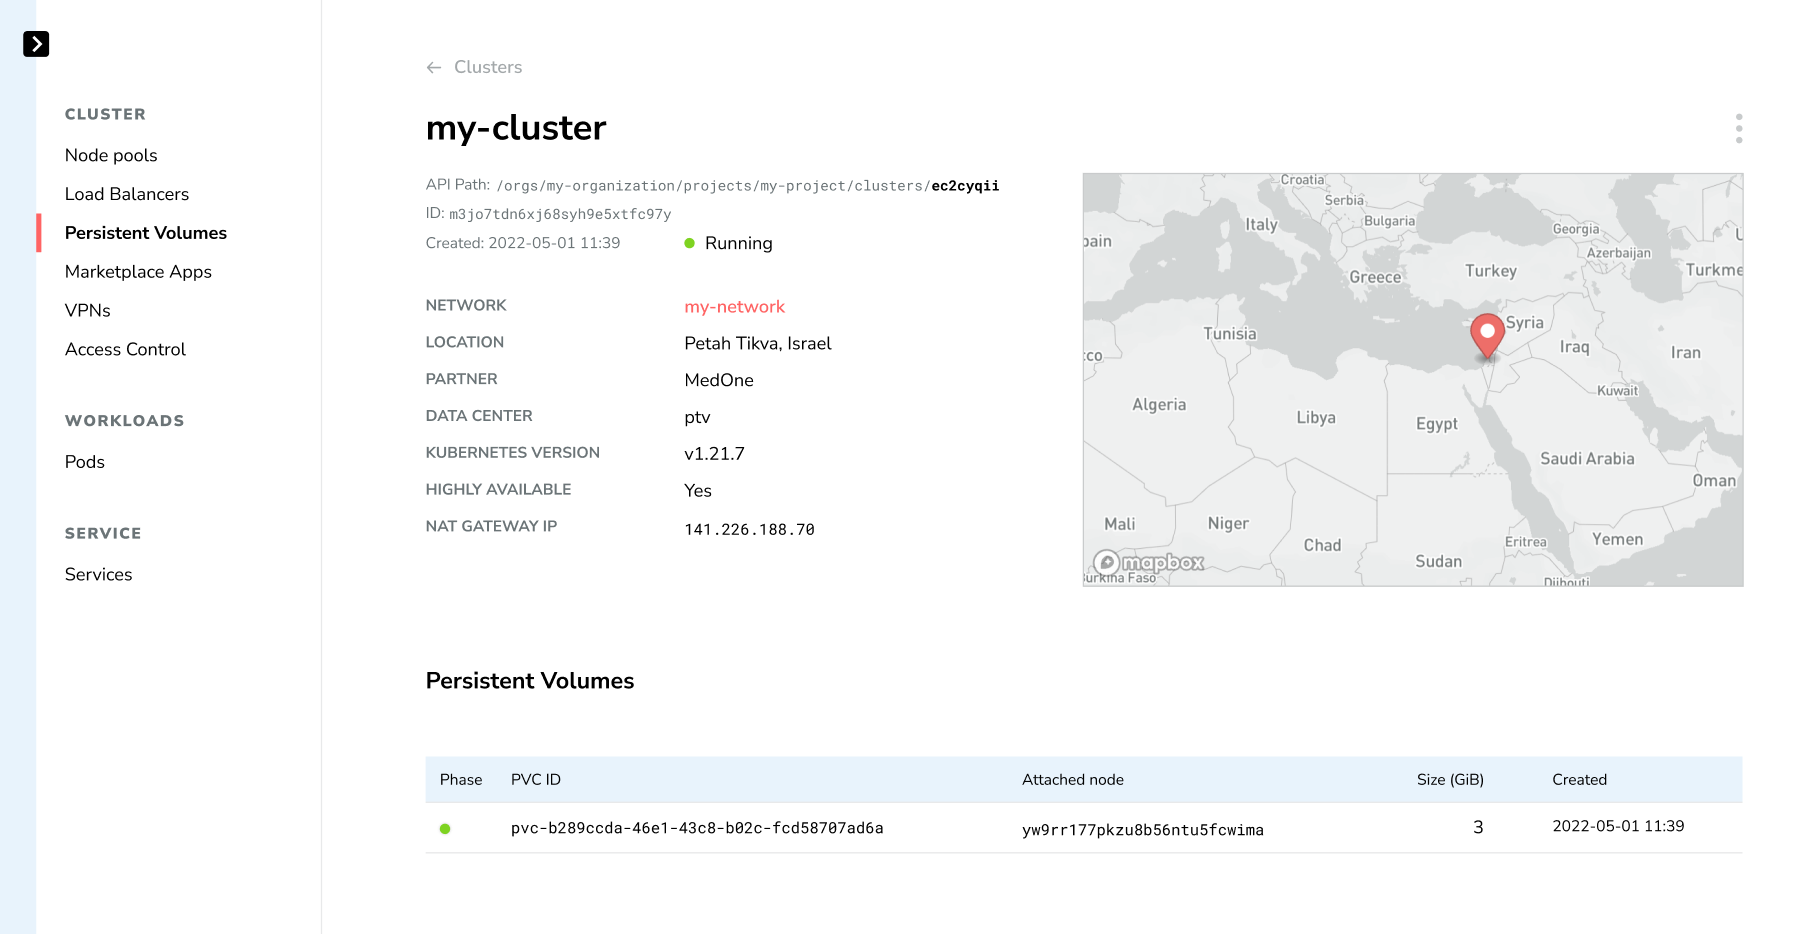 Clusters
CLUSTER
Node pools
Load Balancers
Persistent Volumes
Marketplace Apps
VPNs
Access Control
WORKLOADS
Pods
SERVICE
Services
my-cluster
API Path: /orgs/my-organization/projects/my-project/clusters/ec2cyqii
ID: m3jo7tdn6xj68syh9e5xtfc97y
Created: 2022-05-01 11:39
Running
NETWORK my-network
LOCATION Petah Tikva, Israel
PARTNER MedOne
DATA CENTER ptv
KUBERNETES VERSION v1.21.7
HIGHLY AVAILABLE Yes
NAT GATEWAY IP 141.226.188.70
Croatia
Serbia
Italy
Bulgaria
Georgia
pain
Azerbaijan
Greece
Turkey
Turkme
Tunisia
Syria
cco
Iraq
Iran
Kuwait
Algeria
Libya
Egypt
Saudi Arabia
Oman
Mali
Niger
Chad
Eritrea
Yemen
Sudan
mapbox
Burkina Faso
Djibouti
Persistent Volumes
Phase PVC ID Attached node Size (GiB) Created
pvc-b289ccda-46e1-43c8-b02c-fcd58707ad6a yw9rr177pkzu8b56ntu5fcwima 3 2022-05-01 11:39